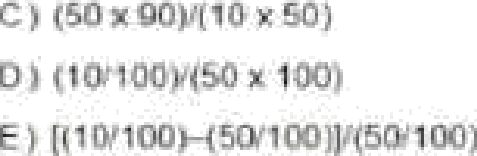 C) (50 x 90)/(10 x 50)
D) (10/100)/(50 x 100)
E) [(10/100)–(50/100)]/(50/100)